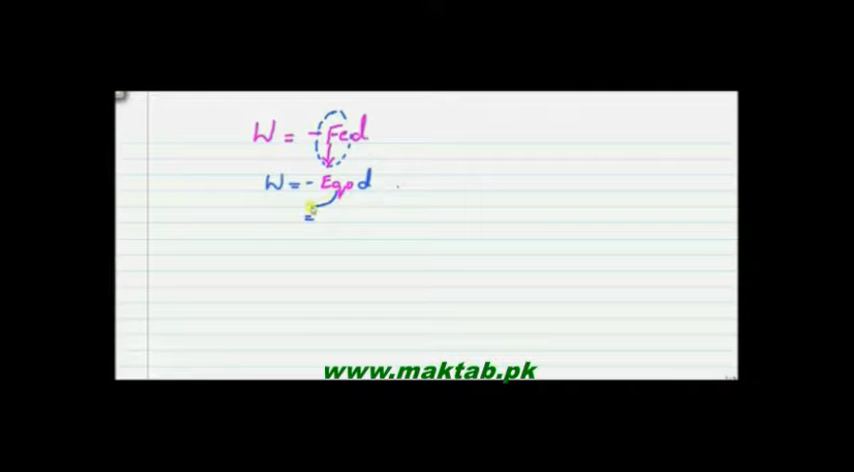 W = -Fed
W = - Eqod
=
www.maktab.pk